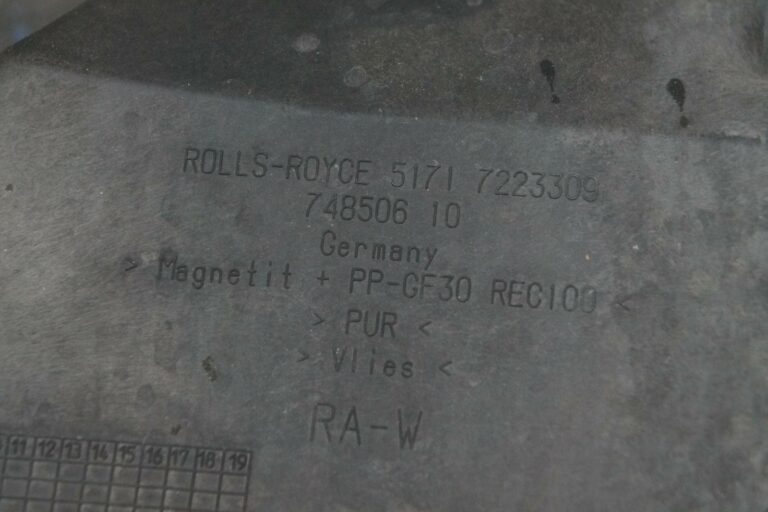 ROLLS-ROYCE 5171 7223309
748506 10
Germany
> Magnetit + PP-GF30 REC100 <
> PUR <
> Vlies <
RA-W
11 12 13 14 15 16 17 18 19